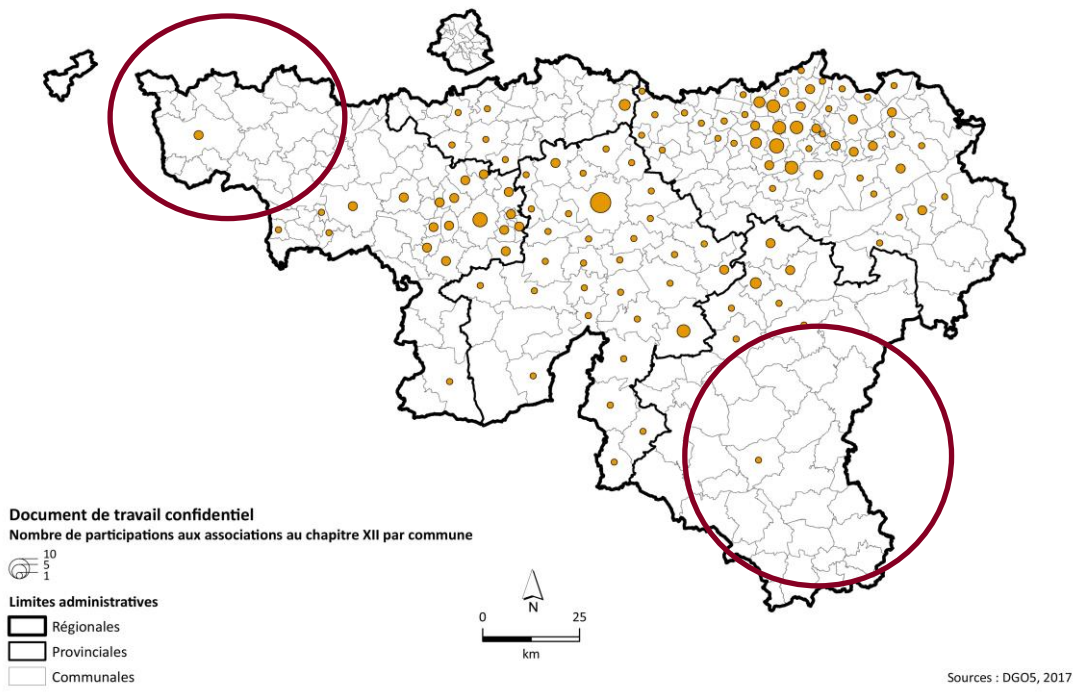 Document de travail confidentiel
Nombre de participations aux associations au chapitre XII par commune
10
5
1
Limites administratives
Régionales
Provinciales
Communales
N
0 25
km
Sources : DGO5, 2017